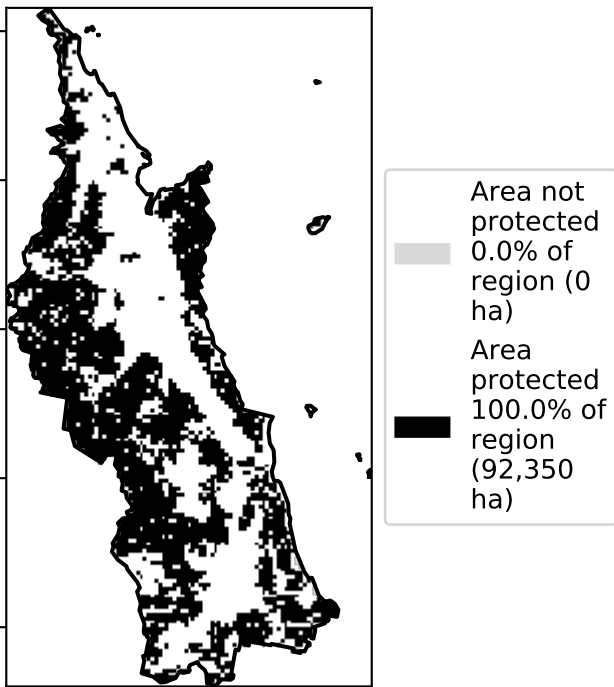 Area not
protected
0.0% of
region (0
ha)
Area
protected
100.0% of
region
(92,350
ha)